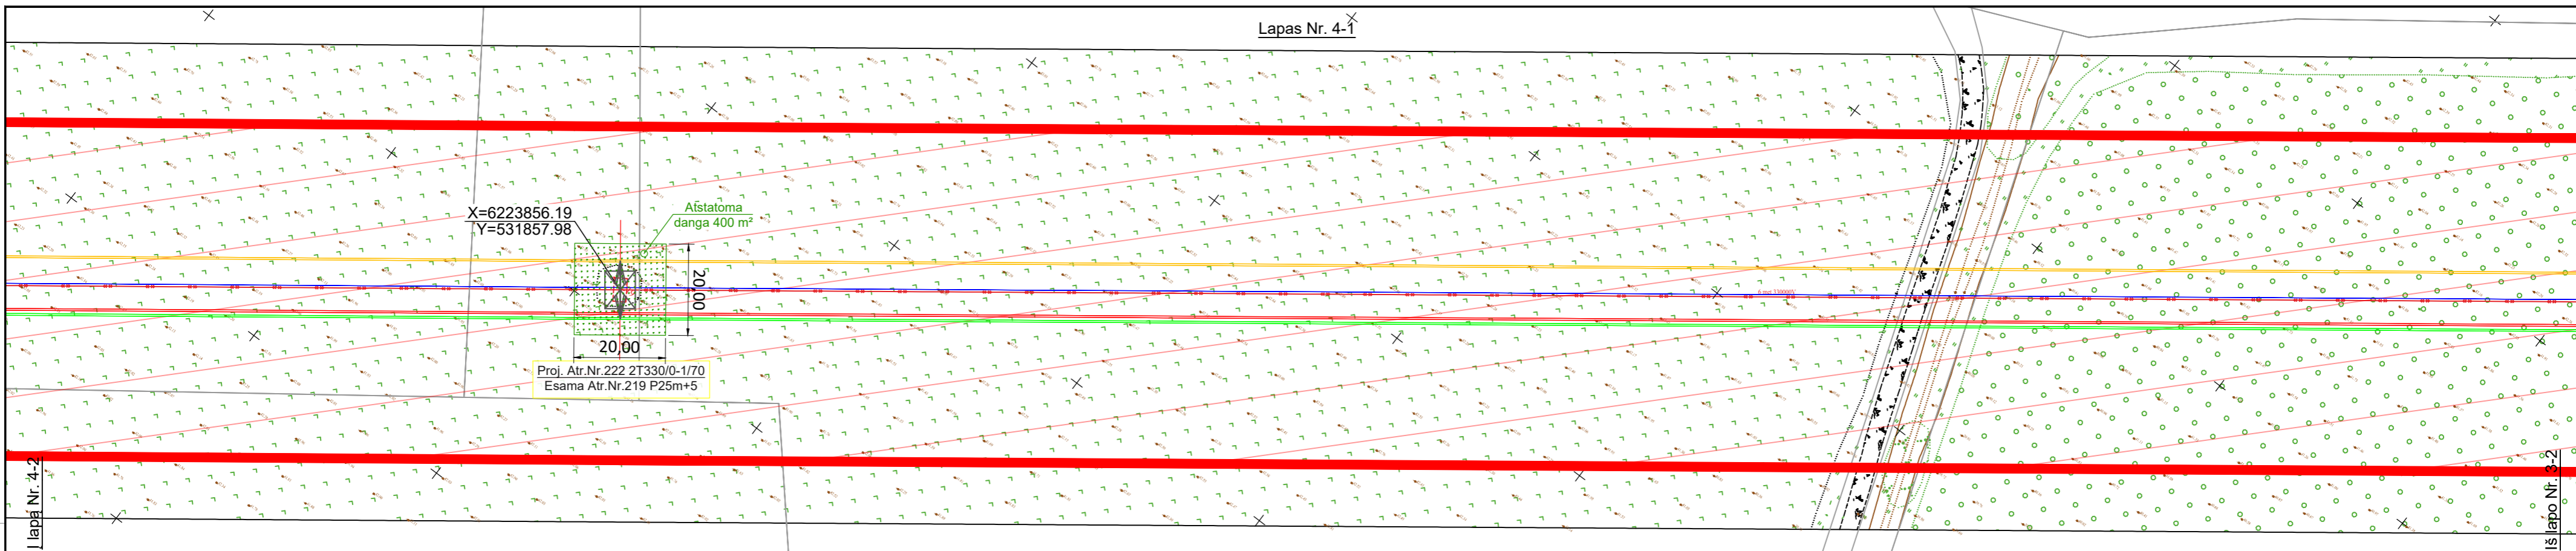 Lapas Nr. 4-1
X=6223856.19
Y=531857.98
Atstatoma
danga 400 m²
20,00
20,00
Proj. Atr.Nr.222 2T330/0-1/70
Esama Atr.Nr.219 P25m+5
Į lapą Nr. 4-2
Iš lapo Nr. 3-2